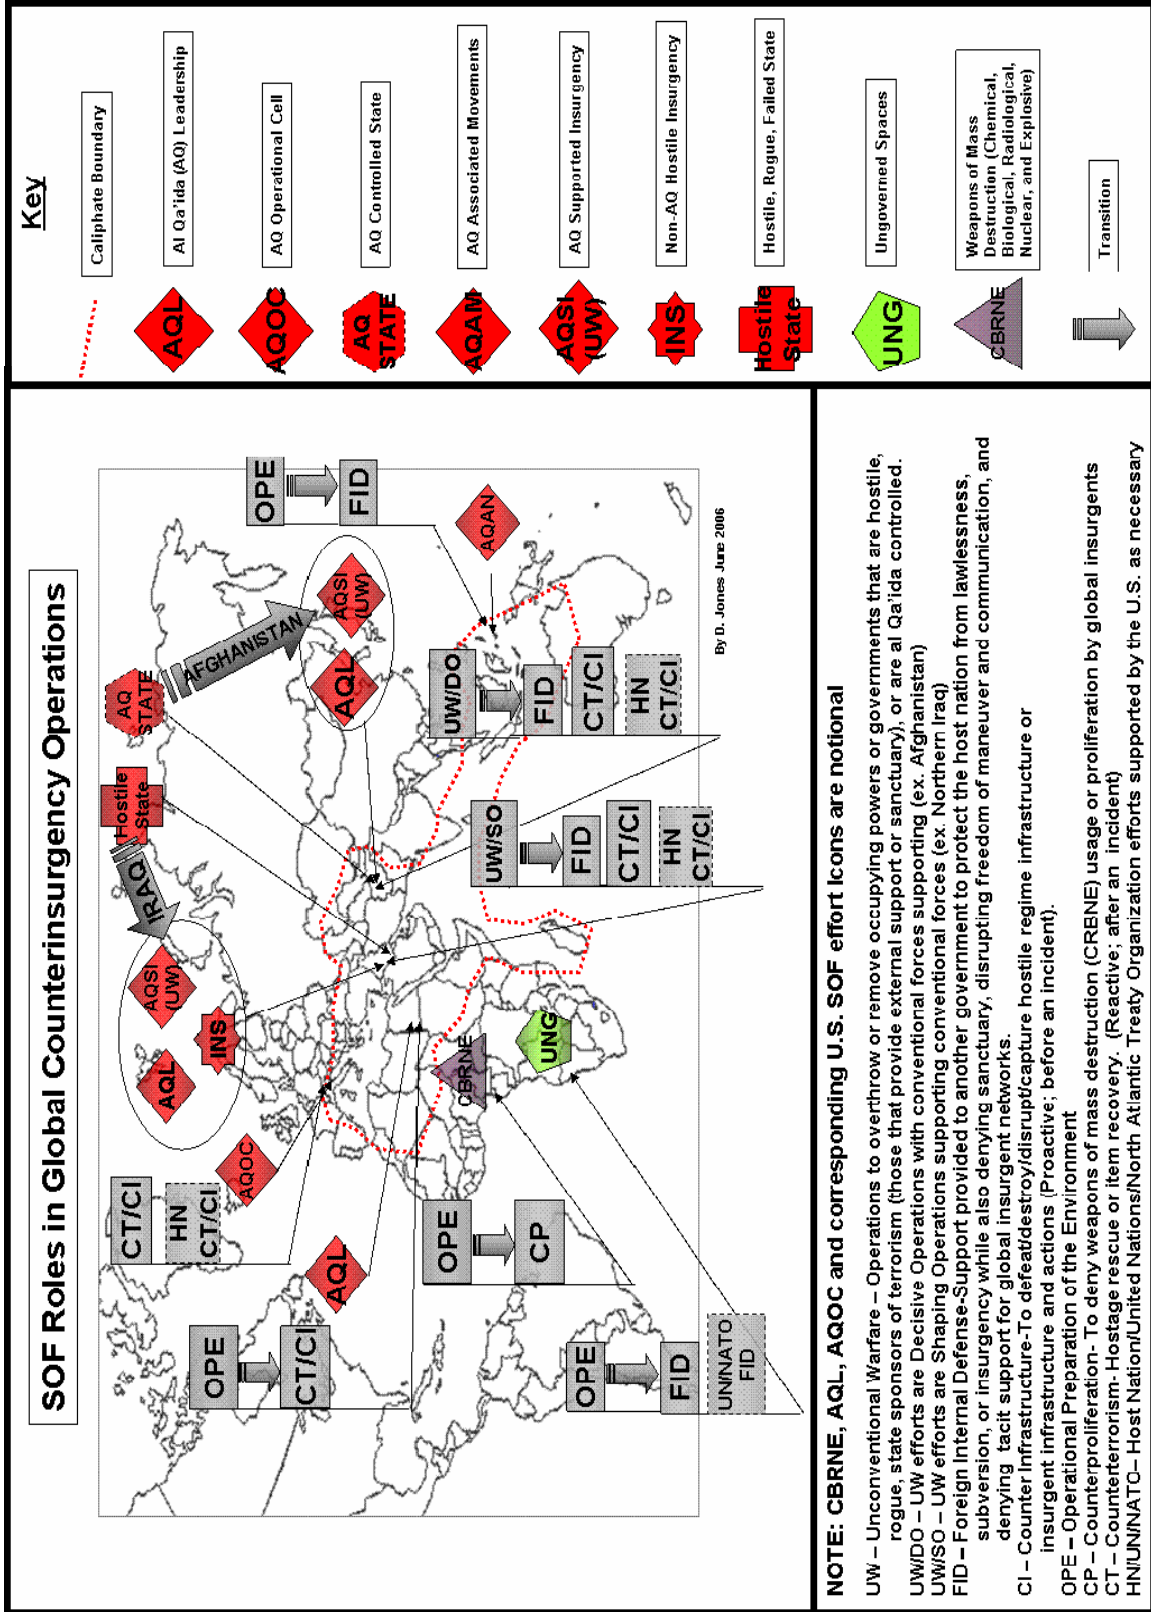 SOF Roles in Global Counterinsurgency Operations
AQ
STATE
Hostile
State
IRAQ
AFGHANISTAN
AQSI
(UW)
AQL
INS
AQL
AQSI
(UW)
OPE
FID
AQAN
CT/CI
HN
CT/CI
AQOC
AQL
OPE
CT/CI
OPE
CP
CBRNE
UNG
OPE
FID
UN/NATO
FID
UW/SO
FID
CT/CI
HN
CT/CI
UW/DO
FID
CT/CI
HN
CT/CI
By D. Jones June 2006
Key
Caliphate Boundary
AQL
Al Qa'ida (AQ) Leadership
AQOC
AQ Operational Cell
AQ
STATE
AQ Controlled State
AQAM
AQ Associated Movements
AQSI
(UW)
AQ Supported Insurgency
INS
Non-AQ Hostile Insurgency
Hostile
State
Hostile, Rogue, Failed State
UNG
Ungoverned Spaces
CBRNE
Weapons of Mass
Destruction (Chemical,
Biological, Radiological,
Nuclear, and Explosive)
Transition
NOTE: CBRNE, AQL, AQOC and corresponding U.S. SOF effort Icons are notional
UW – Unconventional Warfare – Operations to overthrow or remove occupying powers or governments that are hostile,
rogue, state sponsors of terrorism (those that provide external support or sanctuary), or are al Qa'ida controlled.
UW/DO – UW efforts are Decisive Operations with conventional forces supporting (ex. Afghanistan)
UW/SO – UW efforts are Shaping Operations supporting conventional forces (ex. Northern Iraq)
FID – Foreign Internal Defense-Support provided to another government to protect the host nation from lawlessness,
subversion, or insurgency while also denying sanctuary, disrupting freedom of maneuver and communication, and
denying tacit support for global insurgent networks.
CI – Counter Infrastructure-To defeat/destroy/disrupt/capture hostile regime infrastructure or
insurgent infrastructure and actions (Proactive; before an incident).
OPE – Operational Preparation of the Environment
CP – Counterproliferation- To deny weapons of mass destruction (CRENE) usage or proliferation by global insurgents
CT – Counterterrorism- Hostage rescue or item recovery. (Reactive; after an incident)
HN/UN/NATO– Host Nation/United Nations/North Atlantic Treaty Organization efforts supported by the U.S. as necessary